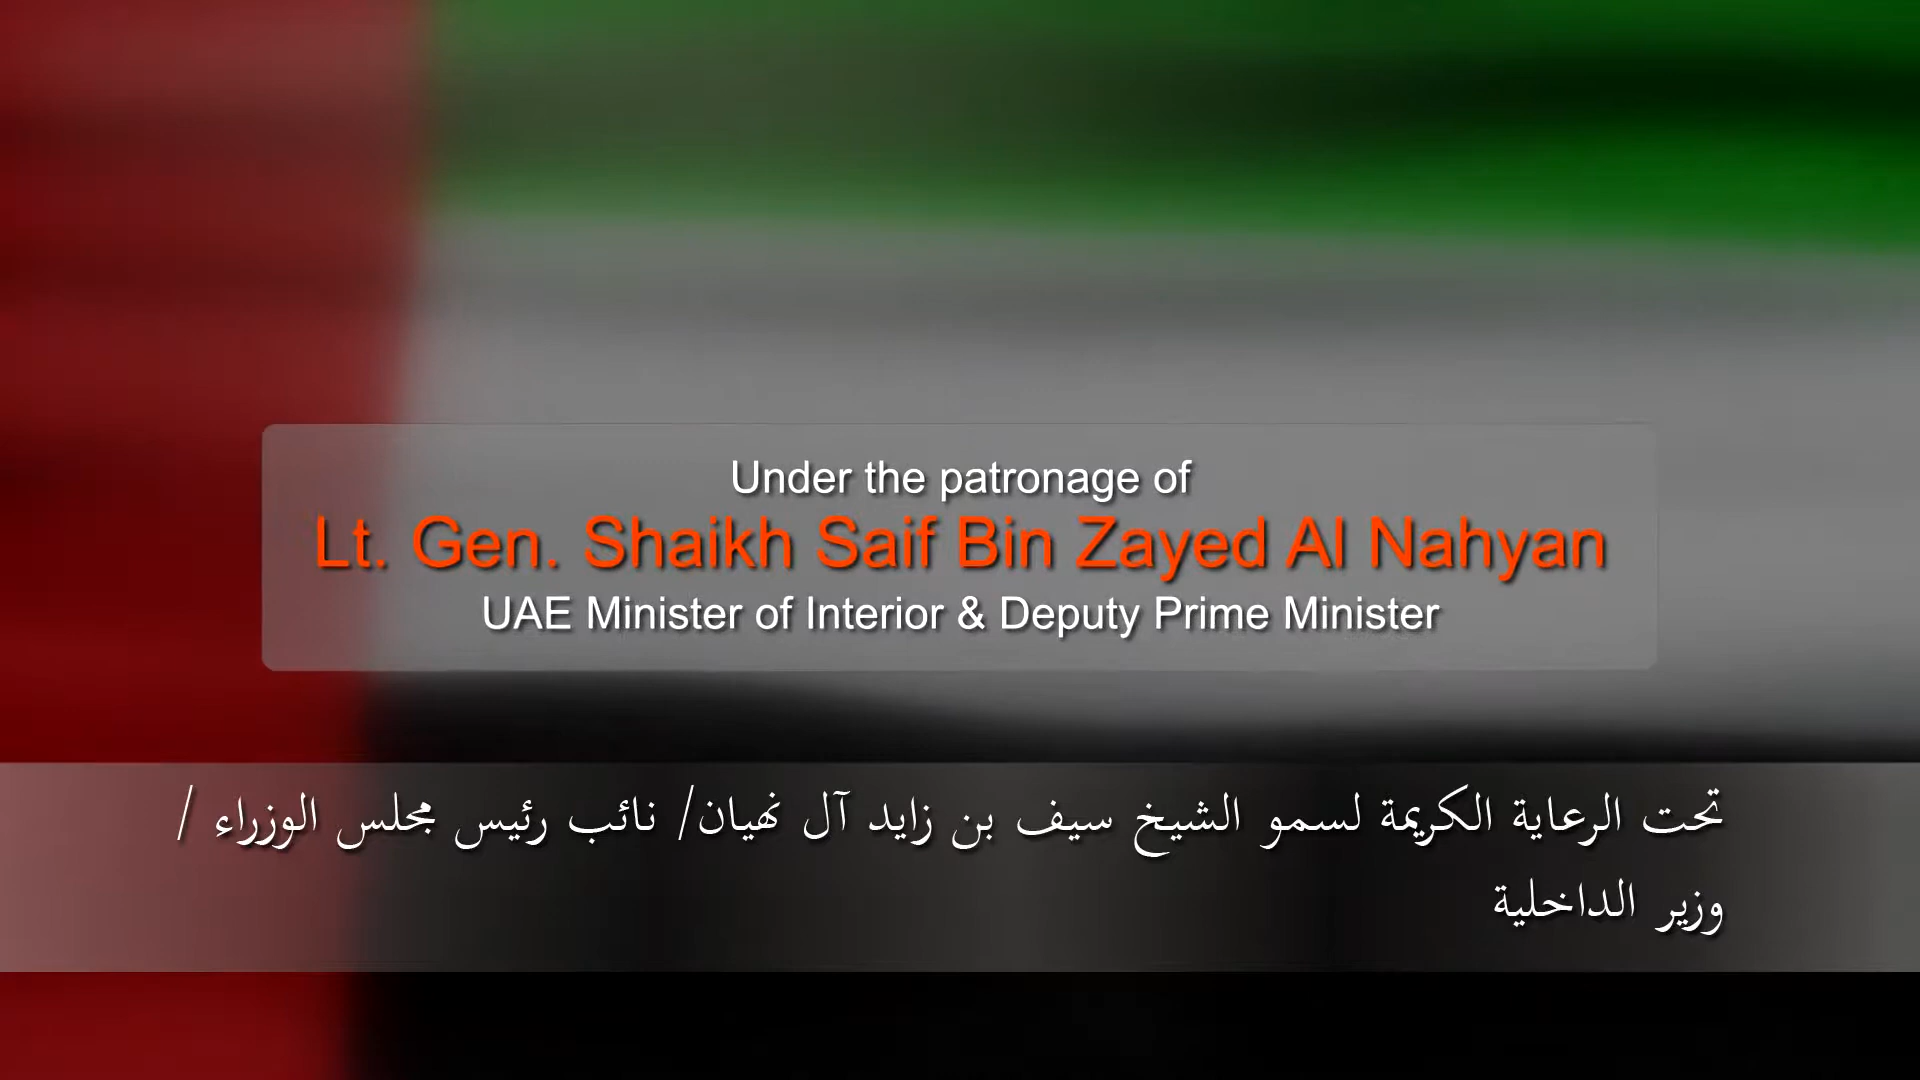 Under the patronage of
Lt. Gen. Shaikh Saif Bin Zayed Al Nahyan
UAE Minister of Interior & Deputy Prime Minister
تحت الرعاية الكريمة لسمو الشيخ سيف بن زايد آل نهيان/ نائب رئيس مجلس الوزراء /
وزير الداخلية